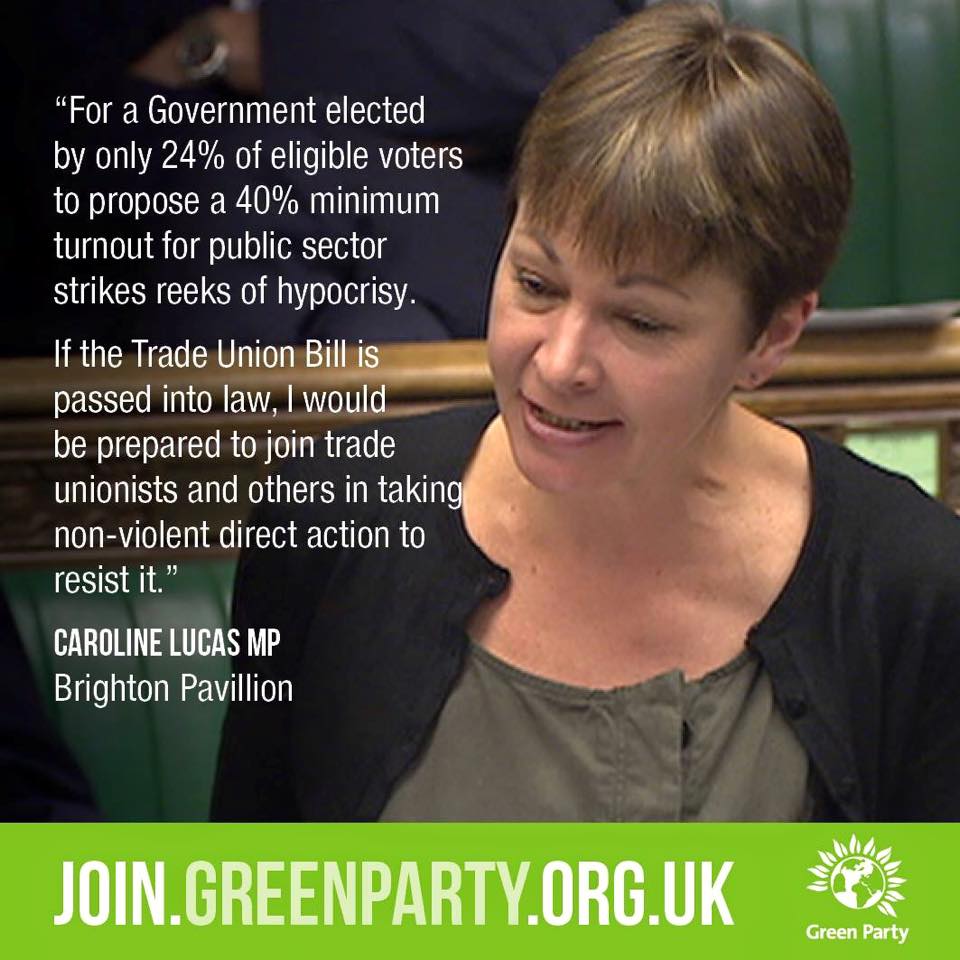 “For a Government elected
by only 24% of eligible voters
to propose a 40% minimum
turnout for public sector
strikes reeks of hypocrisy.
If the Trade Union Bill is
passed into law, I would
be prepared to join trade
unionists and others in taking
non-violent direct action to
resist it.”
CAROLINE LUCAS MP
Brighton Pavillion
JOIN.GREENPARTY.ORG.UK
Green Party